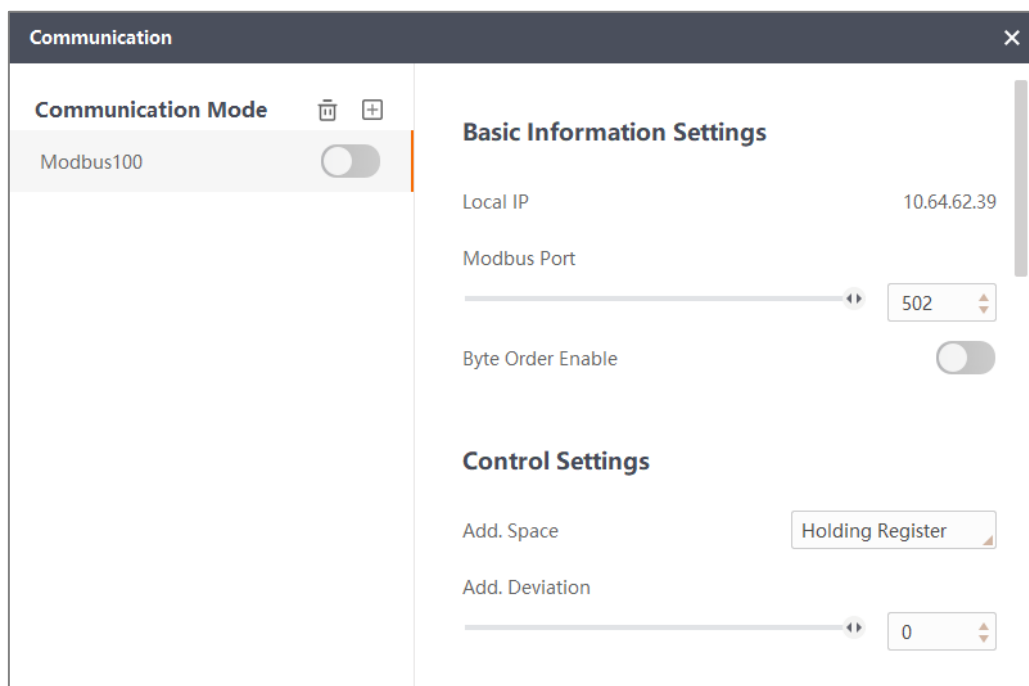 Communication
Communication Mode
Modbus100
Basic Information Settings
Local IP 10.64.62.39
Modbus Port
502
Byte Order Enable
Control Settings
Add. Space Holding Register
Add. Deviation
0